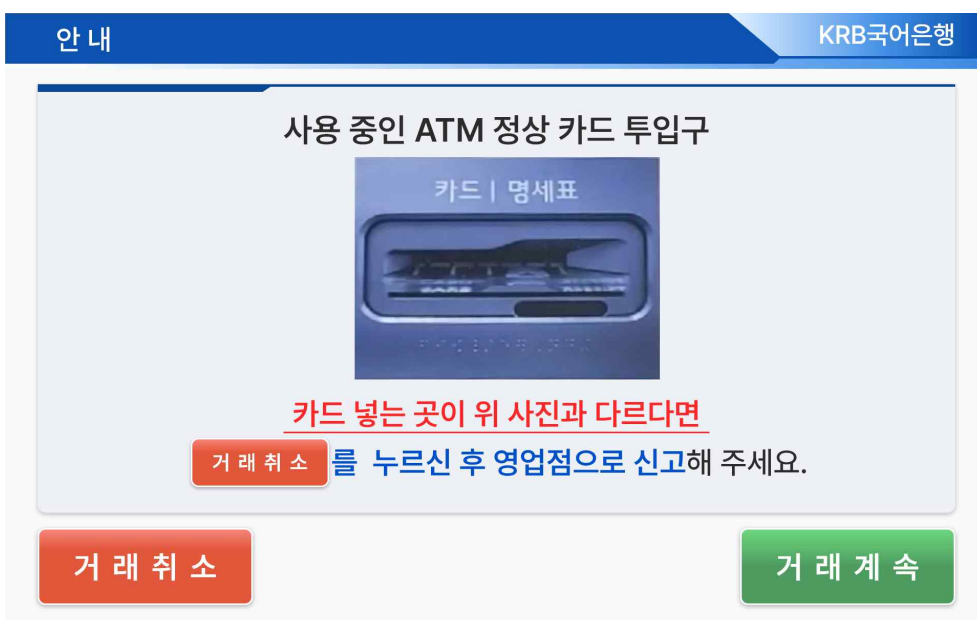 안 내
KRB국어은행
사용 중인 ATM 정상 카드 투입구
카드 | 명세표
카드 넣는 곳이 위 사진과 다르다면
거래취소 를 누르신 후 영업점으로 신고해 주세요.
거래취소
거래계속